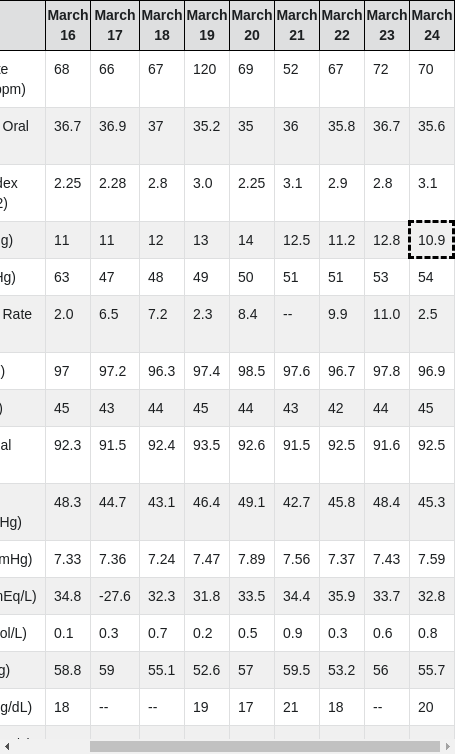 March March March March March March March March March
16 17 18 19 20 21 22 23 24
68 66 67 120 69 52 67 72 70
Oral 36.7 36.9 37 35.2 35 36 35.8 36.7 35.6
2.25 2.28 2.8 3.0 2.25 3.1 2.9 2.8 3.1
11 11 12 13 14 12.5 11.2 12.8 10.9
63 47 48 49 50 51 51 53 54
Rate 2.0 6.5 7.2 2.3 8.4 -- 9.9 11.0 2.5
97 97.2 96.3 97.4 98.5 97.6 96.7 97.8 96.9
45 43 44 45 44 43 42 44 45
92.3 91.5 92.4 93.5 92.6 91.5 92.5 91.6 92.5
48.3 44.7 43.1 46.4 49.1 42.7 45.8 48.4 45.3
7.33 7.36 7.24 7.47 7.89 7.56 7.37 7.43 7.59
34.8 -27.6 32.3 31.8 33.5 34.4 35.9 33.7 32.8
0.1 0.3 0.7 0.2 0.5 0.9 0.3 0.6 0.8
58.8 59 55.1 52.6 57 59.5 53.2 56 55.7
18 -- -- 19 17 21 18 -- 20